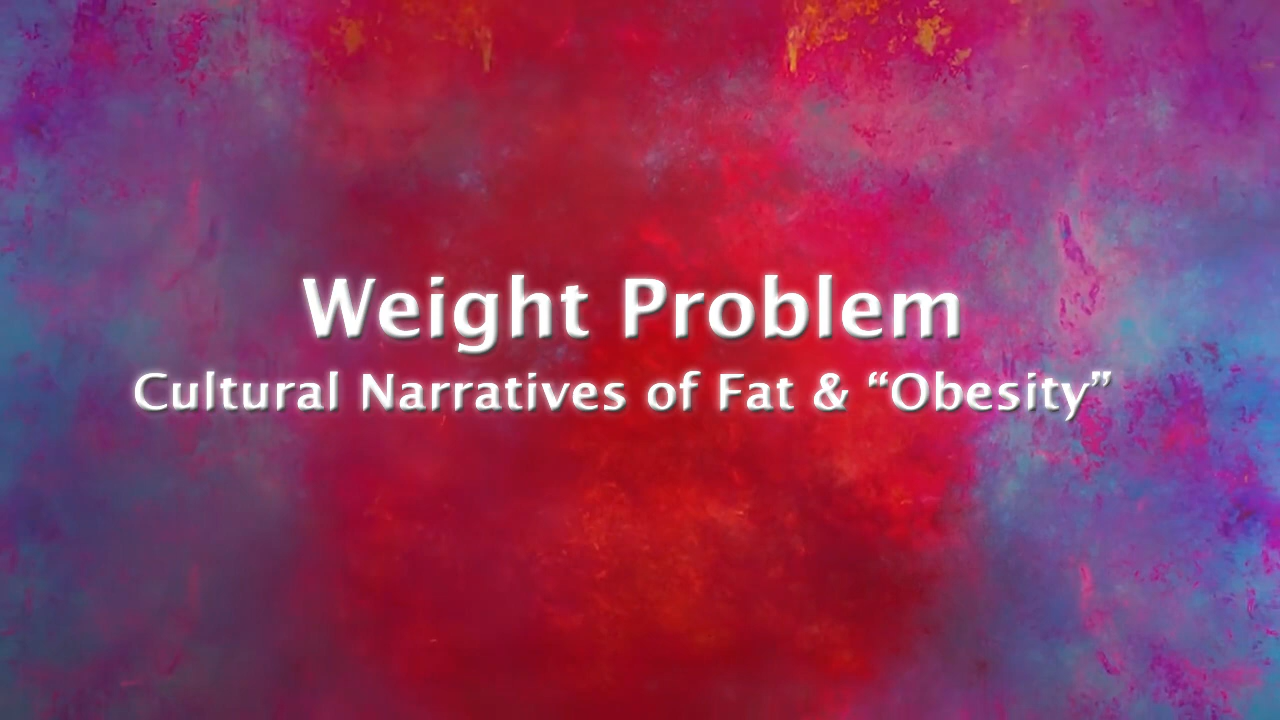 Weight Problem
Cultural Narratives of Fat & “Obesity”